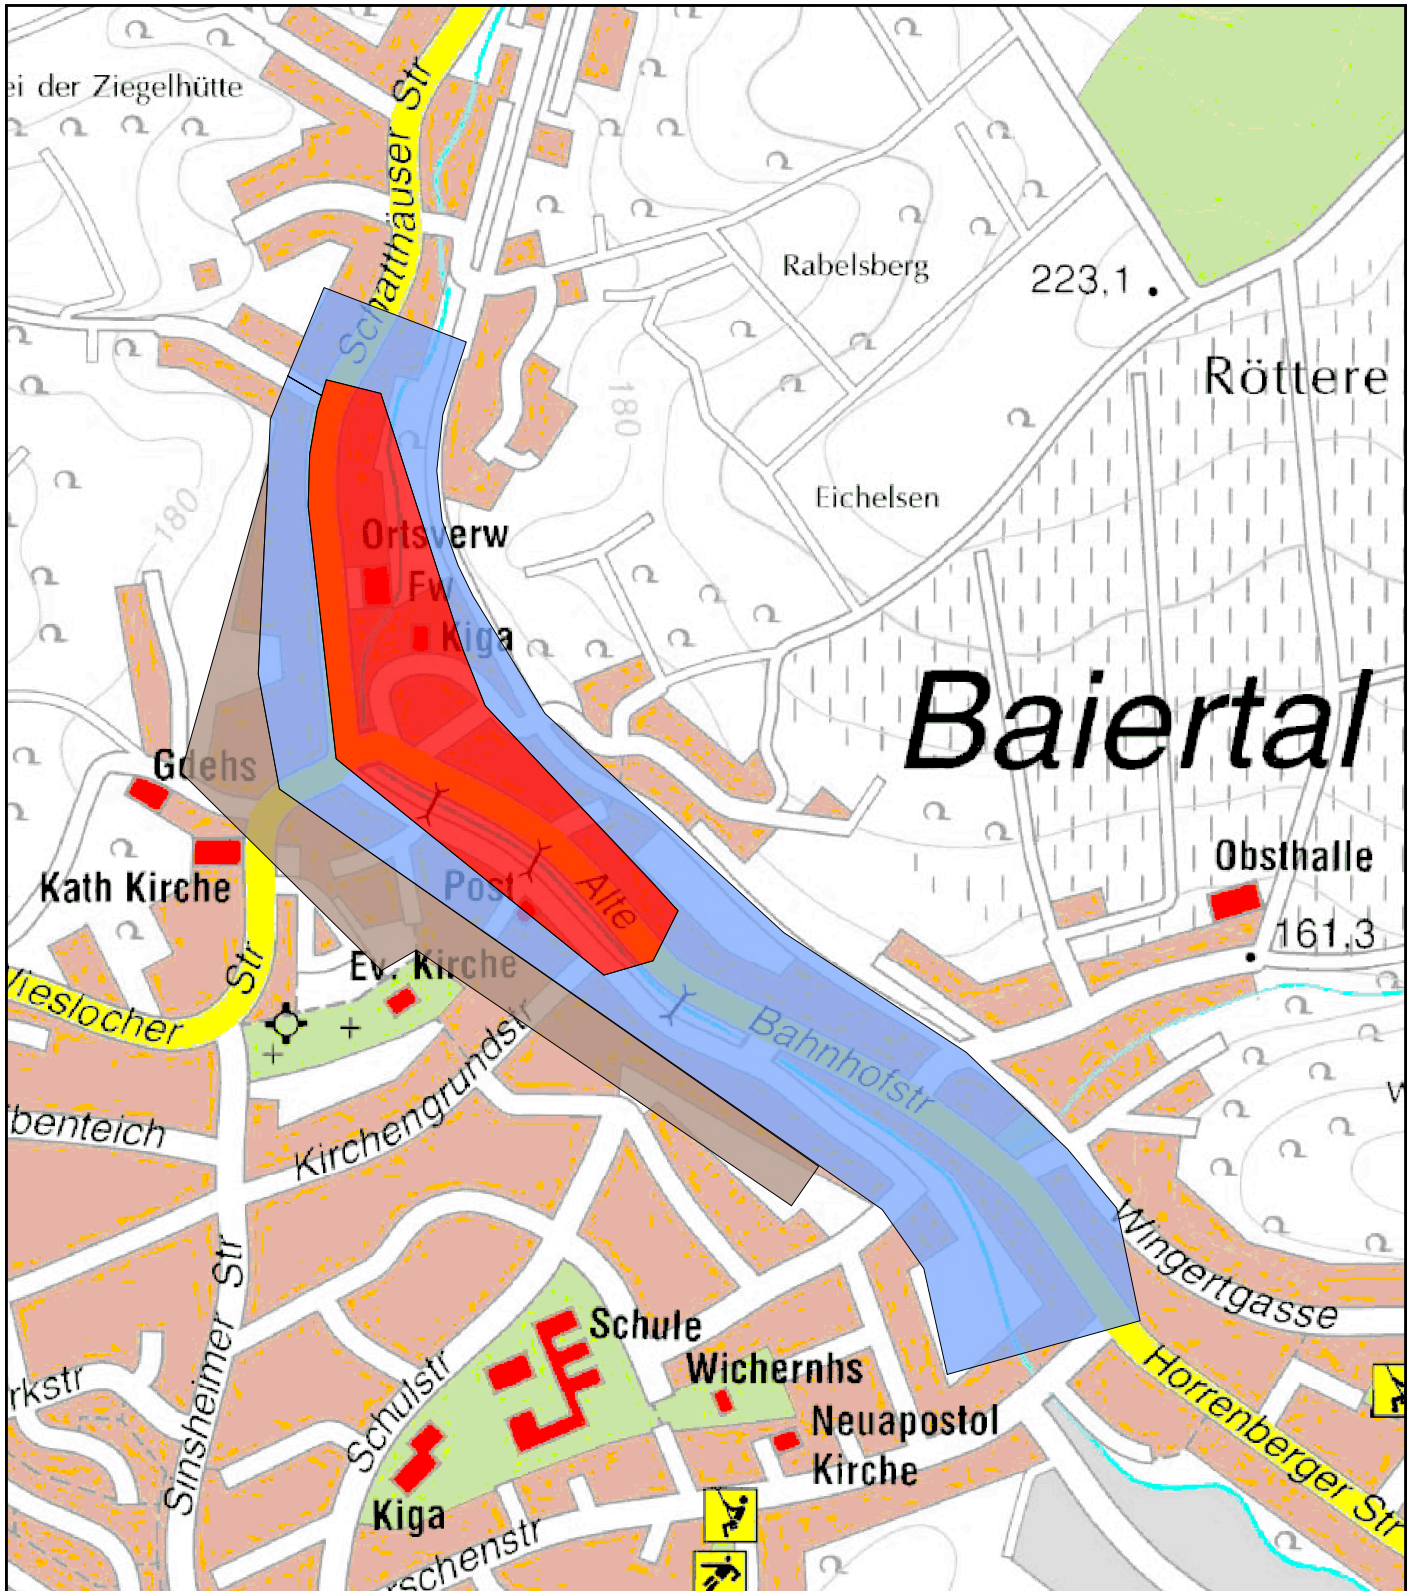 ei der Ziegelhütte
Schatthäuser Str
Rabelsberg
223,1
Röttere
180
Eichelsen
180
Ortsverw
Fw
Kiga
Baiertal
Gdehs
Obsthalle
Kath Kirche
Post
Alte
161,3
Ev. Kirche
Str
Wieslocher
Bahnhofstr
Kirchengrundstr
benteich
Wingertgasse
Sinsheimer Str
Schule
Wichernhs
Horrenberger Str
rkstr
Schulstr
Neuapostol
Kirche
Kiga
schenstr